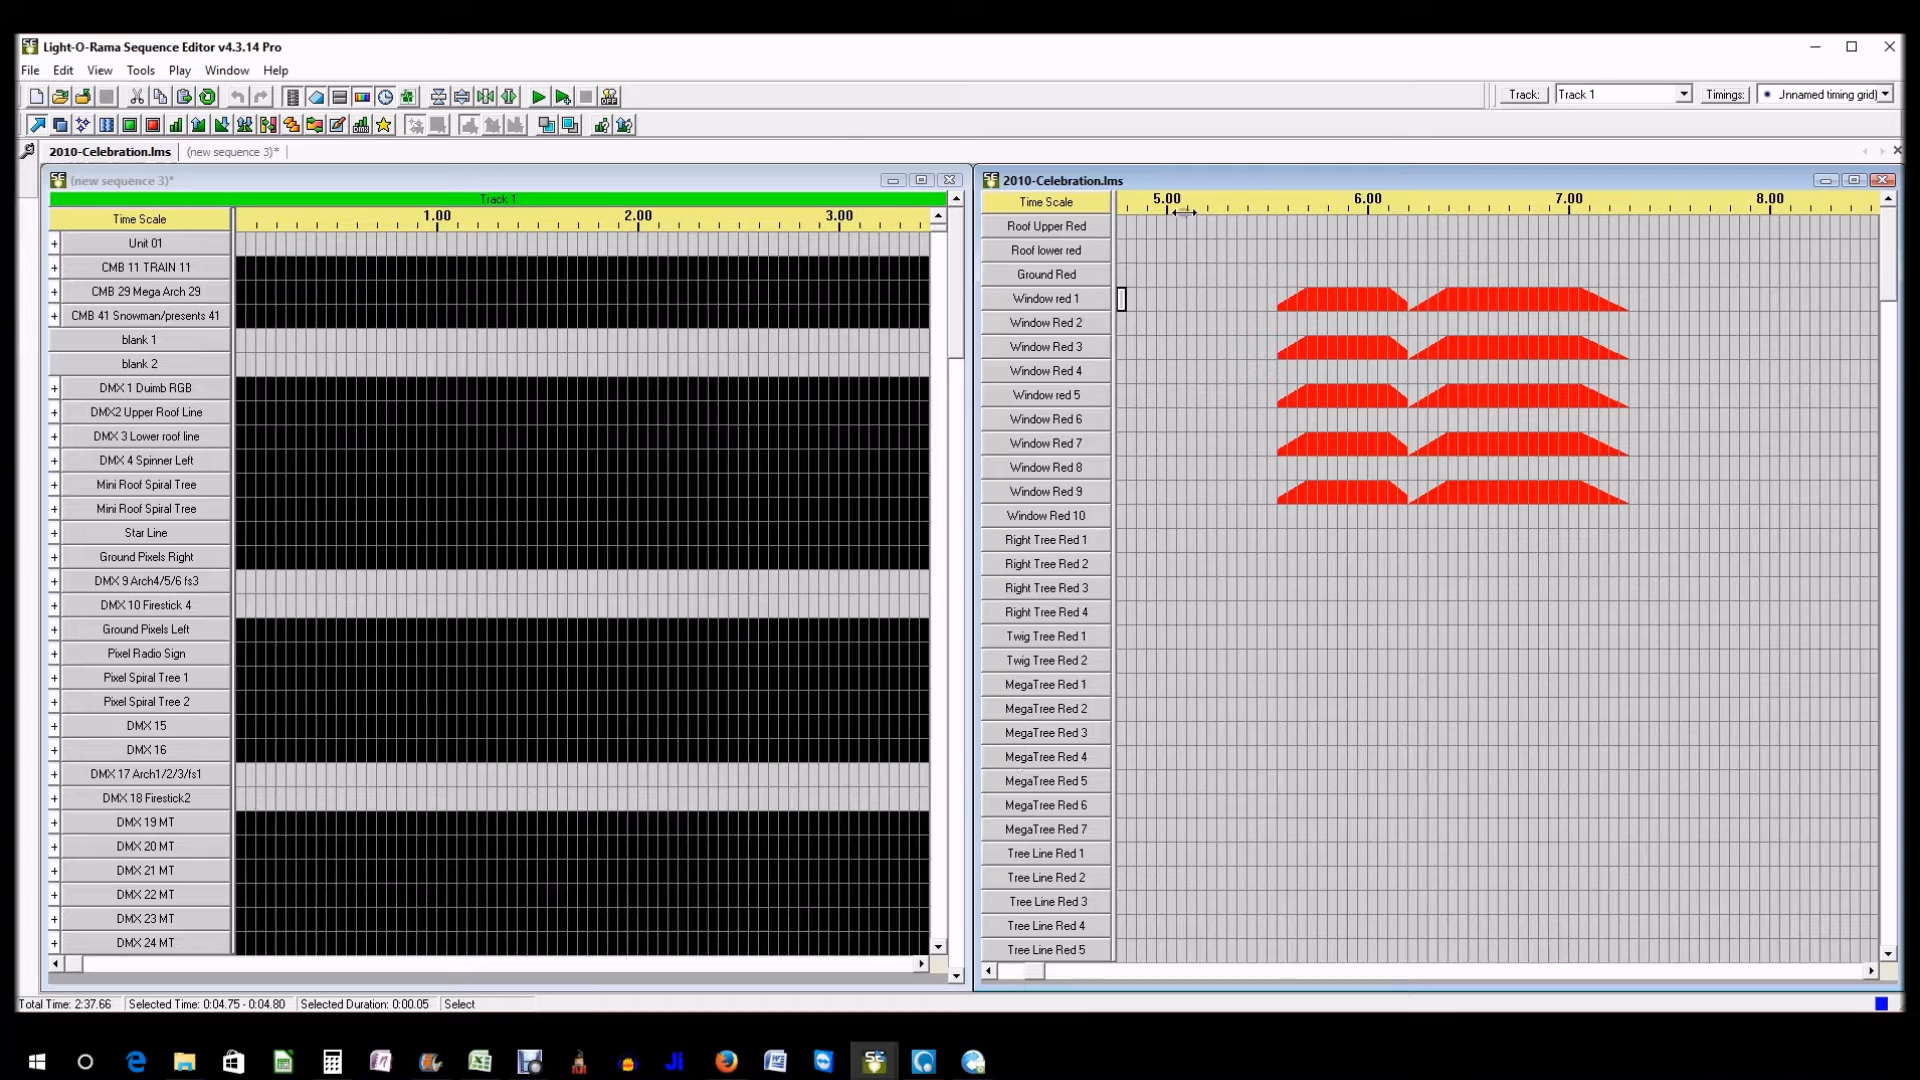 Light-O-Rama Sequence Editor v4.3.14 Pro
File Edit View Tools Play Window Help
Track: Track 1 Timings: Jnnamed timing grid)
2010-Celebration.lms (new sequence 3)*
(new sequence 3)*
Track 1
Time Scale 1.00 2.00 3.00
Unit 01
CMB 11 TRAIN 11
CMB 29 Mega Arch 29
CMB 41 Snowman/presents 41
blank 1
blank 2
DMX 1 Duimb RGB
DMX2 Upper Roof Line
DMX 3 Lower roof line
DMX 4 Spinner Left
Mini Roof Spiral Tree
Mini Roof Spiral Tree
Star Line
Ground Pixels Right
DMX 9 Arch4/5/6 fs3
DMX 10 Firestick 4
Ground Pixels Left
Pixel Radio Sign
Pixel Spiral Tree 1
Pixel Spiral Tree 2
DMX 15
DMX 16
DMX 17 Arch1/2/3/fs1
DMX 18 Firestick2
DMX 19 MT
DMX 20 MT
DMX 21 MT
DMX 22 MT
DMX 23 MT
DMX 24 MT
2010-Celebration.lms
Time Scale 5.00 6.00 7.00 8.00
Roof Upper Red
Roof lower red
Ground Red
Window red 1
Window Red 2
Window Red 3
Window Red 4
Window red 5
Window Red 6
Window Red 7
Window Red 8
Window Red 9
Window Red 10
Right Tree Red 1
Right Tree Red 2
Right Tree Red 3
Right Tree Red 4
Twig Tree Red 1
Twig Tree Red 2
MegaTree Red 1
MegaTree Red 2
MegaTree Red 3
MegaTree Red 4
MegaTree Red 5
MegaTree Red 6
MegaTree Red 7
Tree Line Red 1
Tree Line Red 2
Tree Line Red 3
Tree Line Red 4
Tree Line Red 5
Total Time: 2:37.66 Selected Time: 0:04.75 - 0:04.80 Selected Duration: 0:00.05 Select